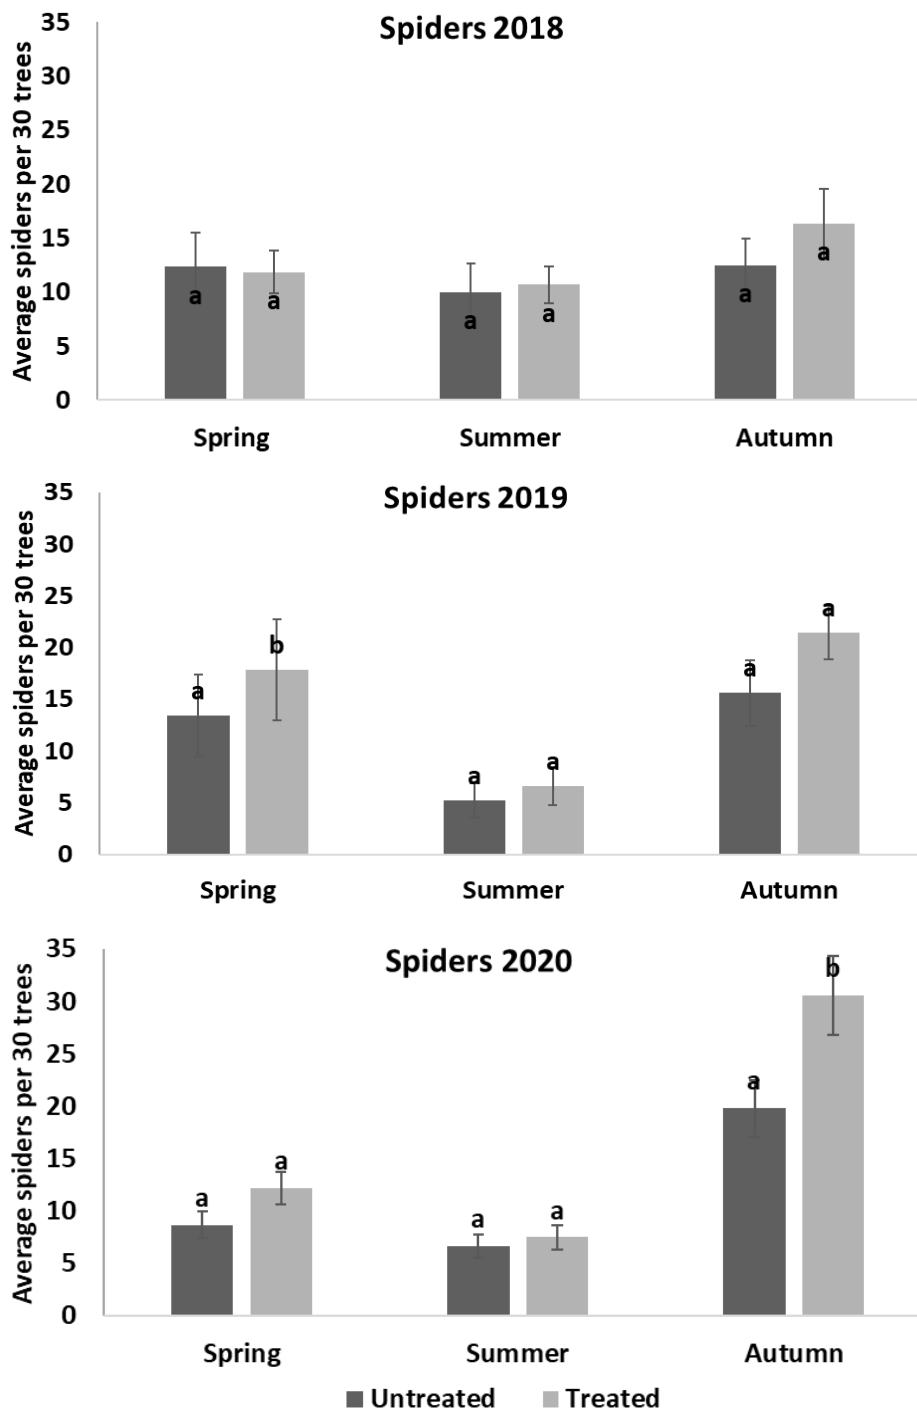 Spiders 2018
Average spiders per 30 trees
35
30
25
20
15
10
5
0
a
a
a
a
a
a
Spring
Summer
Autumn
Spiders 2019
Average spiders per 30 trees
35
30
25
20
15
10
5
0
a
b
a
a
a
a
Spring
Summer
Autumn
Spiders 2020
Average spiders per 30 trees
35
30
25
20
15
10
5
0
a
a
a
a
a
b
Spring
Summer
Autumn
Untreated
Treated